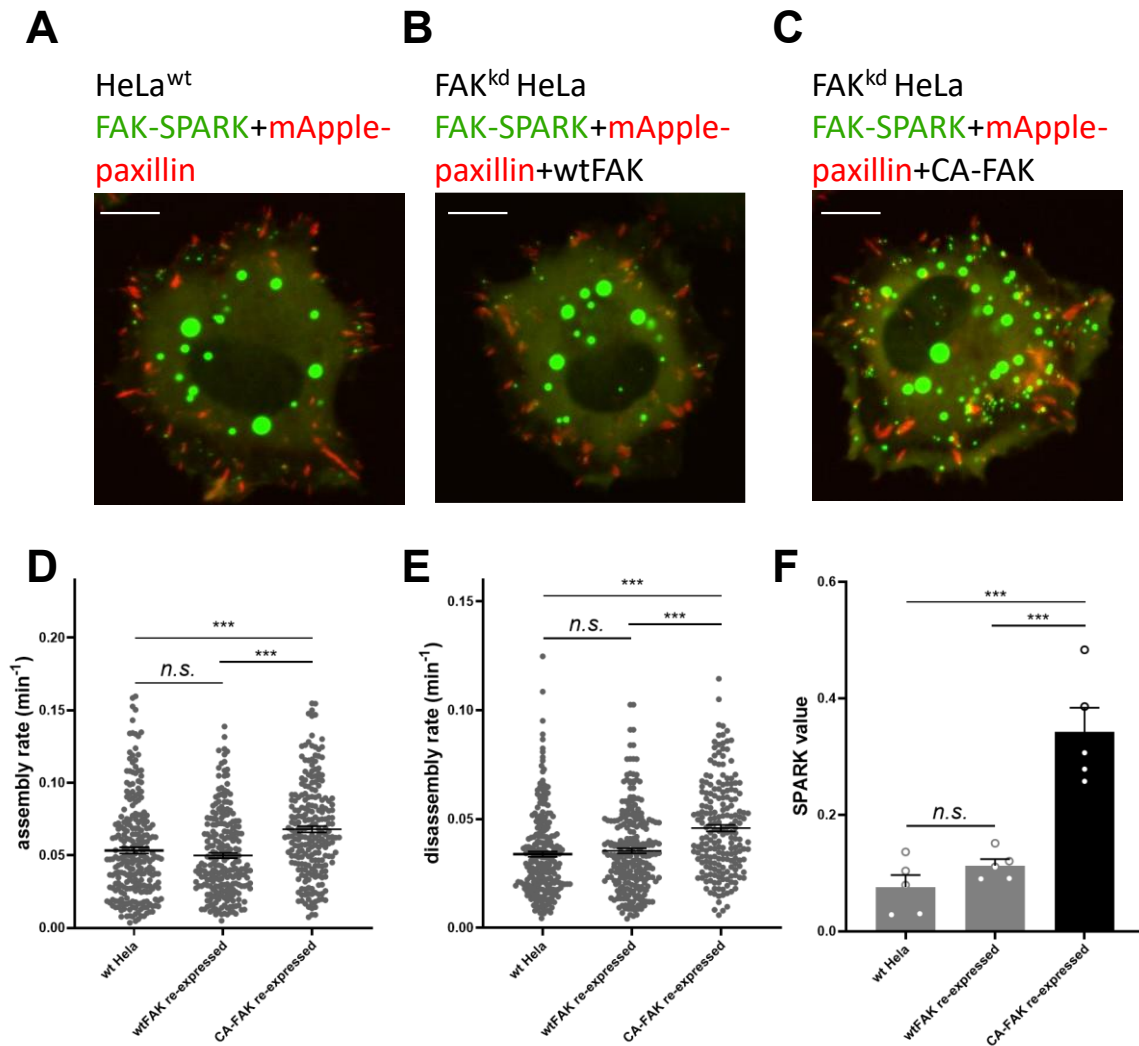 A
B
C
HeLaᵂᵗ
FAK-SPARK+mApple-
paxillin
FAKᵏᵈ HeLa
FAK-SPARK+mApple-
paxillin+wtFAK
FAKᵏᵈ HeLa
FAK-SPARK+mApple-
paxillin+CA-FAK
D
assembly rate (min⁻¹)
0.20
0.15
0.10
0.05
0.00
***
n.s.
***
wt Hela
wtFAK re-expressed
CA-FAK re-expressed
E
disassembly rate (min⁻¹)
0.15
0.10
0.05
0.00
***
n.s.
***
wt Hela
wtFAK re-expressed
CA-FAK re-expressed
F
SPARK value
0.6
0.4
0.2
0.0
***
***
n.s.
wt Hela
wtFAK re-expressed
CA-FAK re-expressed